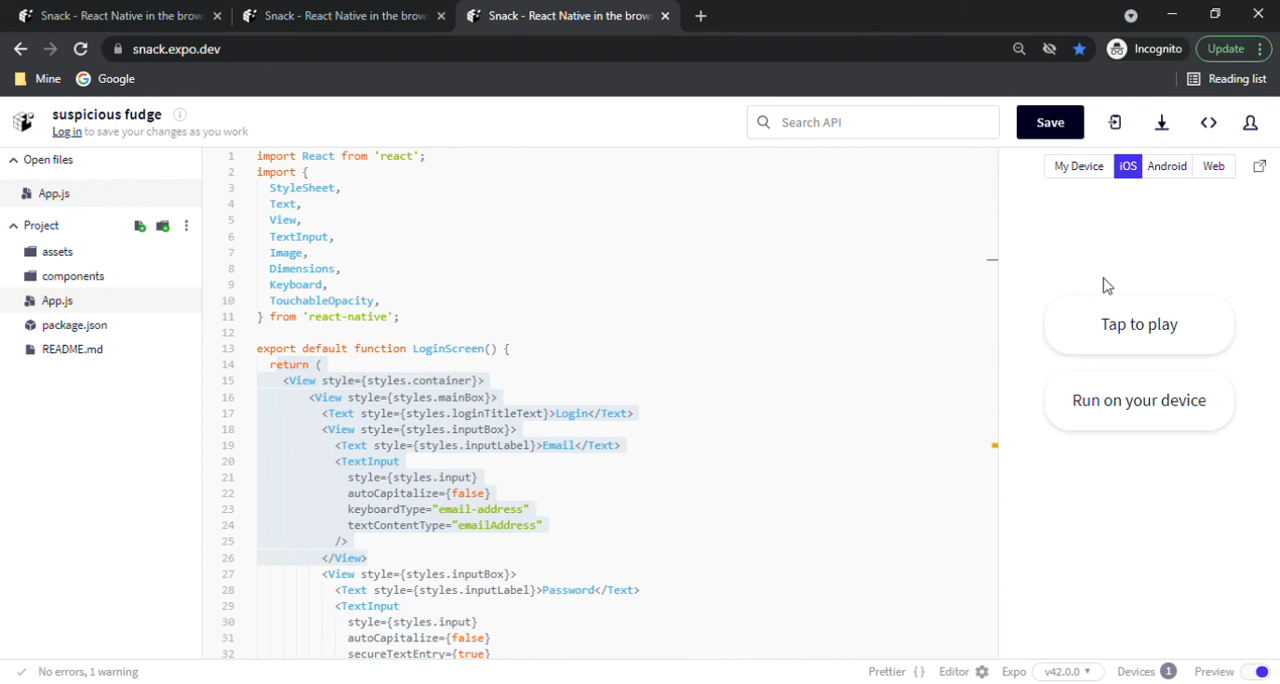 Snack - React Native in the brow
Snack - React Native in the brow
Snack - React Native in the brow
snack.expo.dev
Incognito
Update
Mine
Google
Reading list
suspicious fudge
Log in to save your changes as you work
Search API
Save
Open files
App.js
Project
assets
components
App.js
package.json
README.md
1 import React from 'react';
2 import {
3 StyleSheet,
4 Text,
5 View,
6 TextInput,
7 Image,
8 Dimensions,
9 Keyboard,
10 TouchableOpacity,
11 } from 'react-native';
12
13 export default function LoginScreen() {
14 return (
15 <View style={styles.container}>
16 <View style={styles.mainBox}>
17 <Text style={styles.loginTitleText}>Login</Text>
18 <View style={styles.inputBox}>
19 <Text style={styles.inputLabel}>Email</Text>
20 <TextInput
21 style={styles.input}
22 autoCapitalize={false}
23 keyboardType="email-address"
24 textContentType="emailAddress"
25 />
26 </View>
27 <View style={styles.inputBox}>
28 <Text style={styles.inputLabel}>Password</Text>
29 <TextInput
30 style={styles.input}
31 autoCapitalize={false}
32 secureTextEntry={true}
My Device
iOS
Android
Web
Tap to play
Run on your device
No errors, 1 warning
Prettier {}
Editor
Expo
v42.0.0
Devices 1
Preview